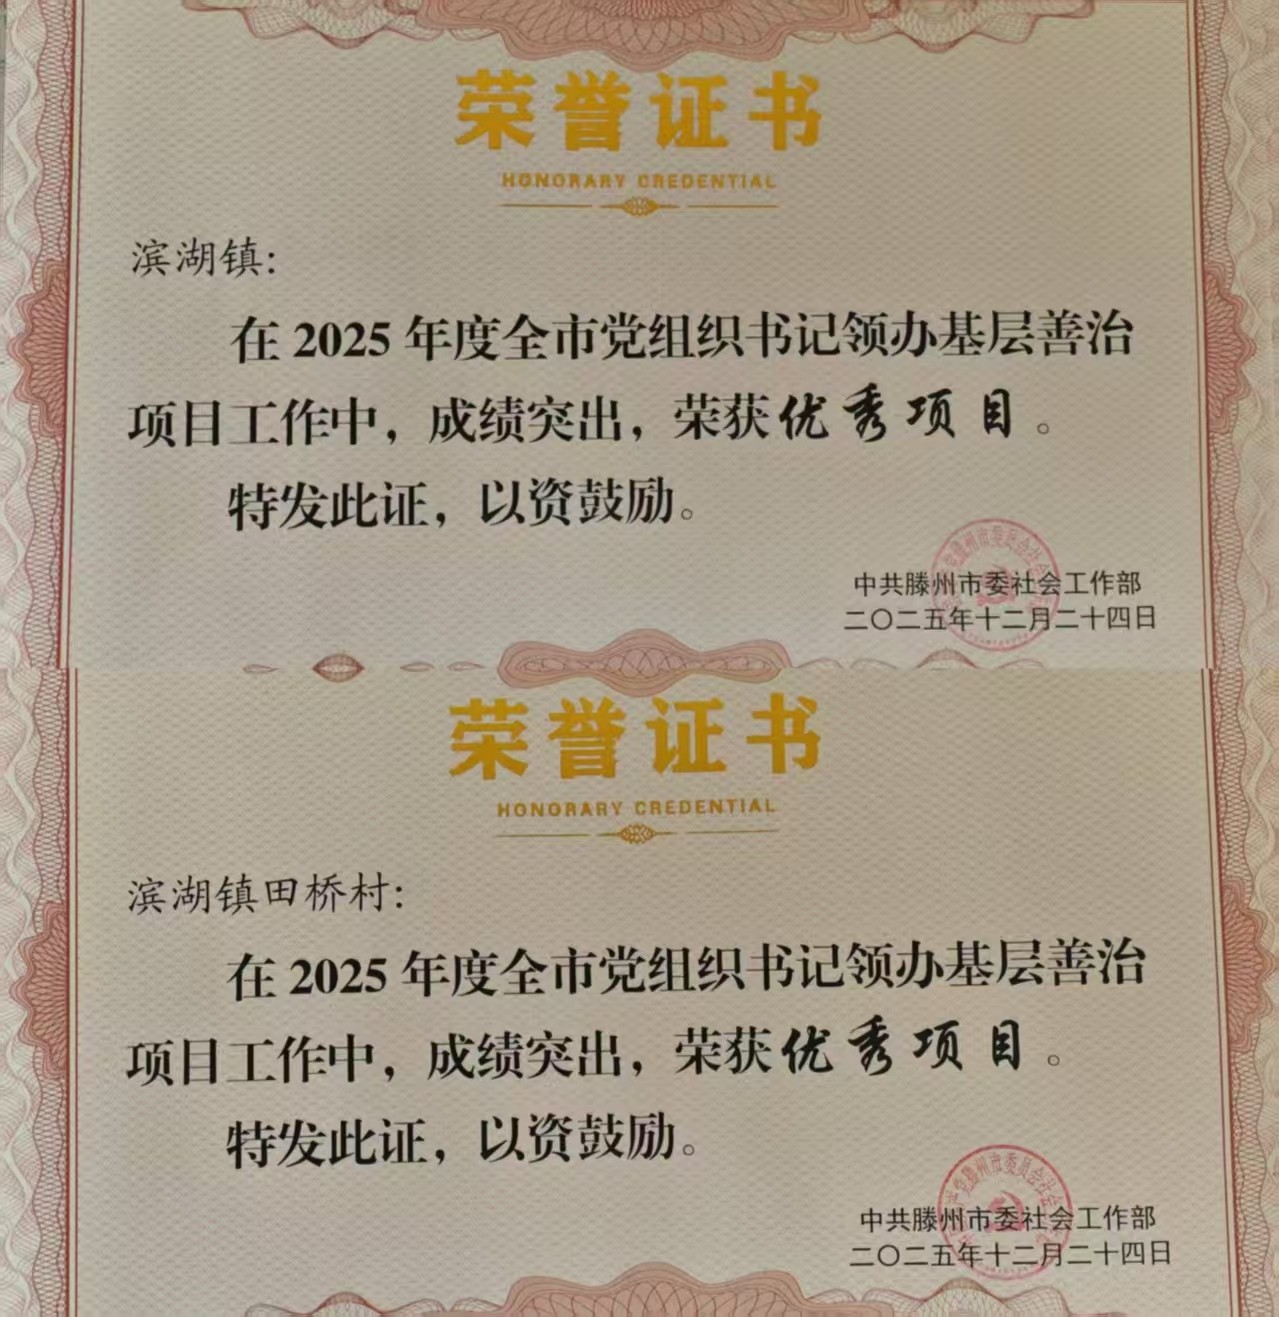 荣誉证书
HONORARY CREDENTIAL
滨湖镇:
在 2025 年度全市党组织书记领办基层善治
项目工作中，成绩突出，荣获优秀项目。
特发此证，以资鼓励。
中共滕州市委社会工作部
二〇二五年十二月二十四日
荣誉证书
HONORARY CREDENTIAL
滨湖镇田桥村:
在 2025 年度全市党组织书记领办基层善治
项目工作中，成绩突出，荣获优秀项目。
特发此证，以资鼓励。
中共滕州市委社会工作部
二〇二五年十二月二十四日